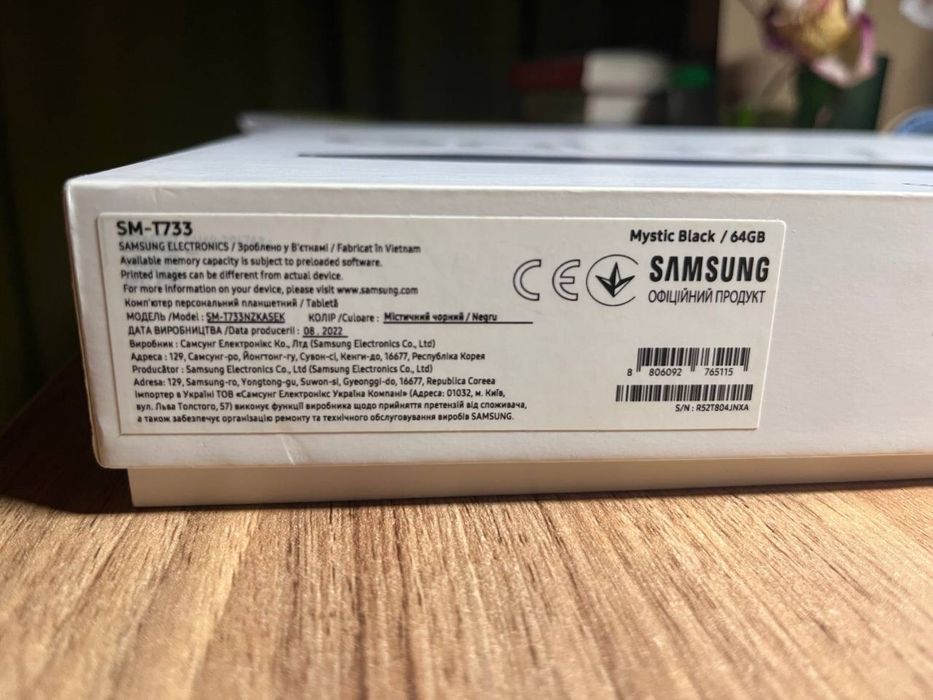 SM-T733
Mystic Black / 64GB
SAMSUNG ELECTRONICS / Зроблено у В'єтнамі / Fabricat în Vietnam
Available memory capacity is subject to preloaded software.
Printed images can be different from actual device.
For more information on your device, please visit www.samsung.com
Комп'ютер персональний планшетний / Tabletă
МОДЕЛЬ /Model : SM-T733NZKASEK КОЛІР /Culoare : Містичний чорний / Negru
ДАТА ВИРОБНИЦТВА /Data producerii : 08 . 2022
Виробник : Самсунг Електронікс Ко., Лтд (Samsung Electronics Co., Ltd)
Адреса : 129, Самсунг-ро, Йонгтонг-гу, Сувон-сі, Кенги-до, 16677, Республіка Корея
Producător : Samsung Electronics Co., Ltd (Samsung Electronics Co., Ltd)
Adresa: 129, Samsung-ro, Yongtong-gu, Suwon-si, Gyeonggi-do, 16677, Republica Coreea
Імпортер в Україні ТОВ «Самсунг Електронікс Україна Компані» (Адреса: 01032, м. Київ,
вул. Льва Толстого, 57) виконує функції виробника щодо прийняття претензій від споживача,
а також забезпечує організацію ремонту та технічного обслуговування виробів SAMSUNG.
CE
SAMSUNG
ОФІЦІЙНИЙ ПРОДУКТ
8 806092 765115
S/N : R52T804JNXA